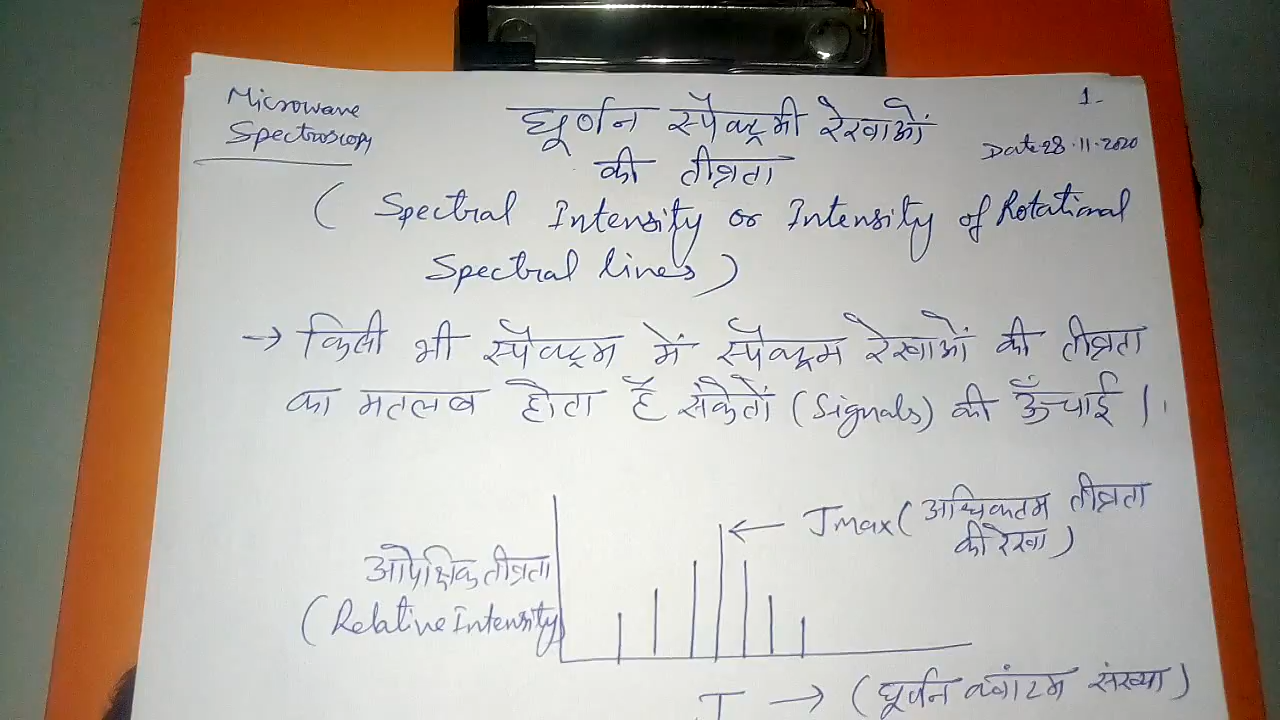 Microwave
Spectroscopy
1-
Date 28.11.2020
घूर्णन स्पैक्ट्रमी रेखाओं
की तीव्रता
( Spectral Intensity or Intensity of Rotational
Spectral lines )
→ किसी भी स्पैक्ट्रम में स्पैक्ट्रम रेखाओं की तीव्रता
का मतलब होता है संकेतों (Signals) की ऊँचाई ।
← Jmax ( अधिकतम तीव्रता
की रेखा )
आपेक्षिक तीव्रता
( Relative Intensity
J → ( घूर्णन क्वांटम संख्या )